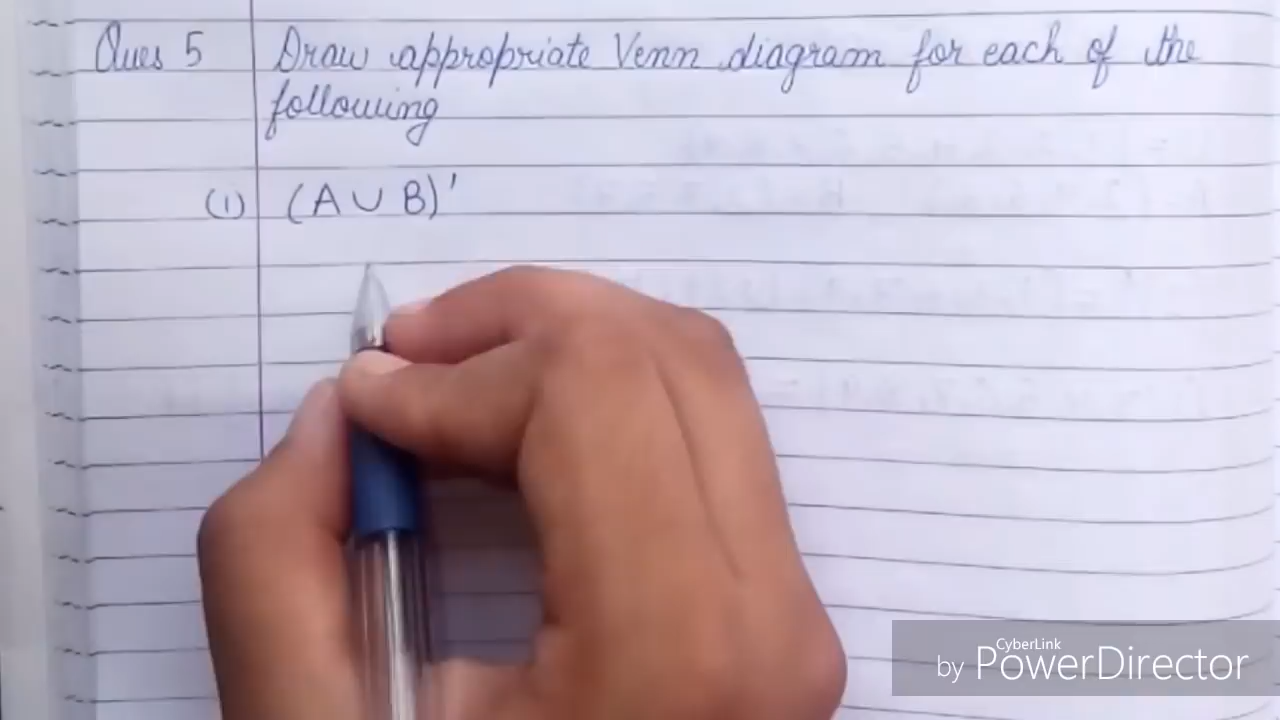 Ques 5 Draw appropriate Venn diagram for each of the
following
(i) (A ∪ B)'
CyberLink
by PowerDirector